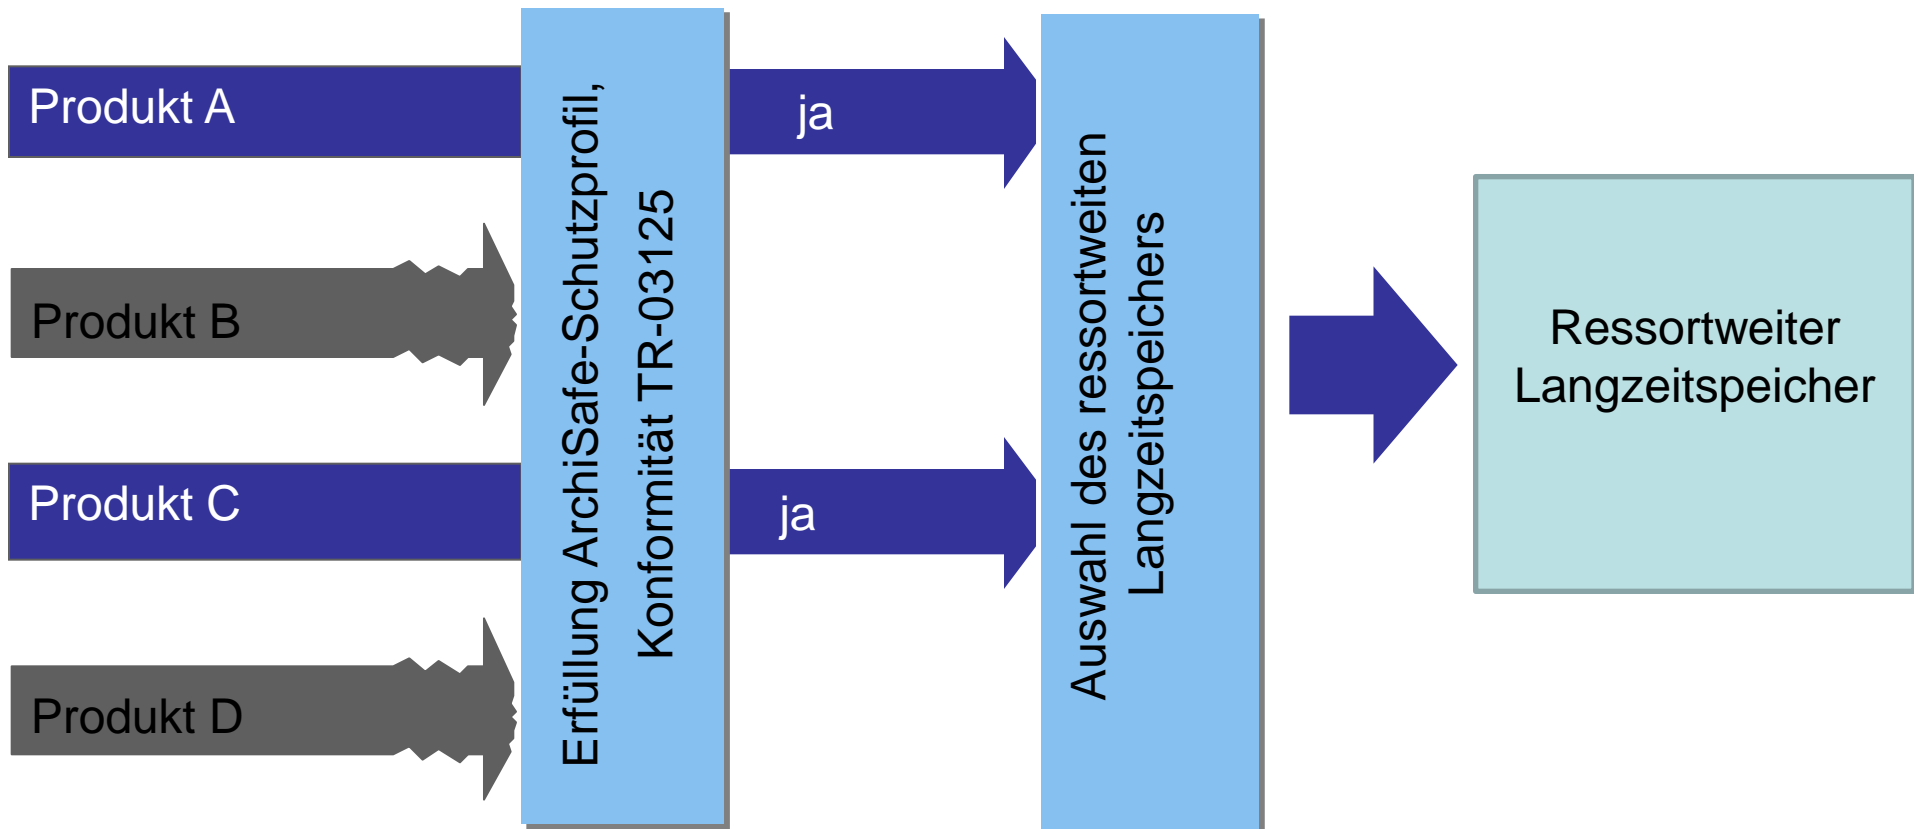 Produkt A
Produkt B
Produkt C
Produkt D
Erfüllung ArchiSafe-Schutzprofil,
Konformität TR-03125
ja
ja
Auswahl des ressortweiten
Langzeitspeichers
Ressortweiter
Langzeitspeicher